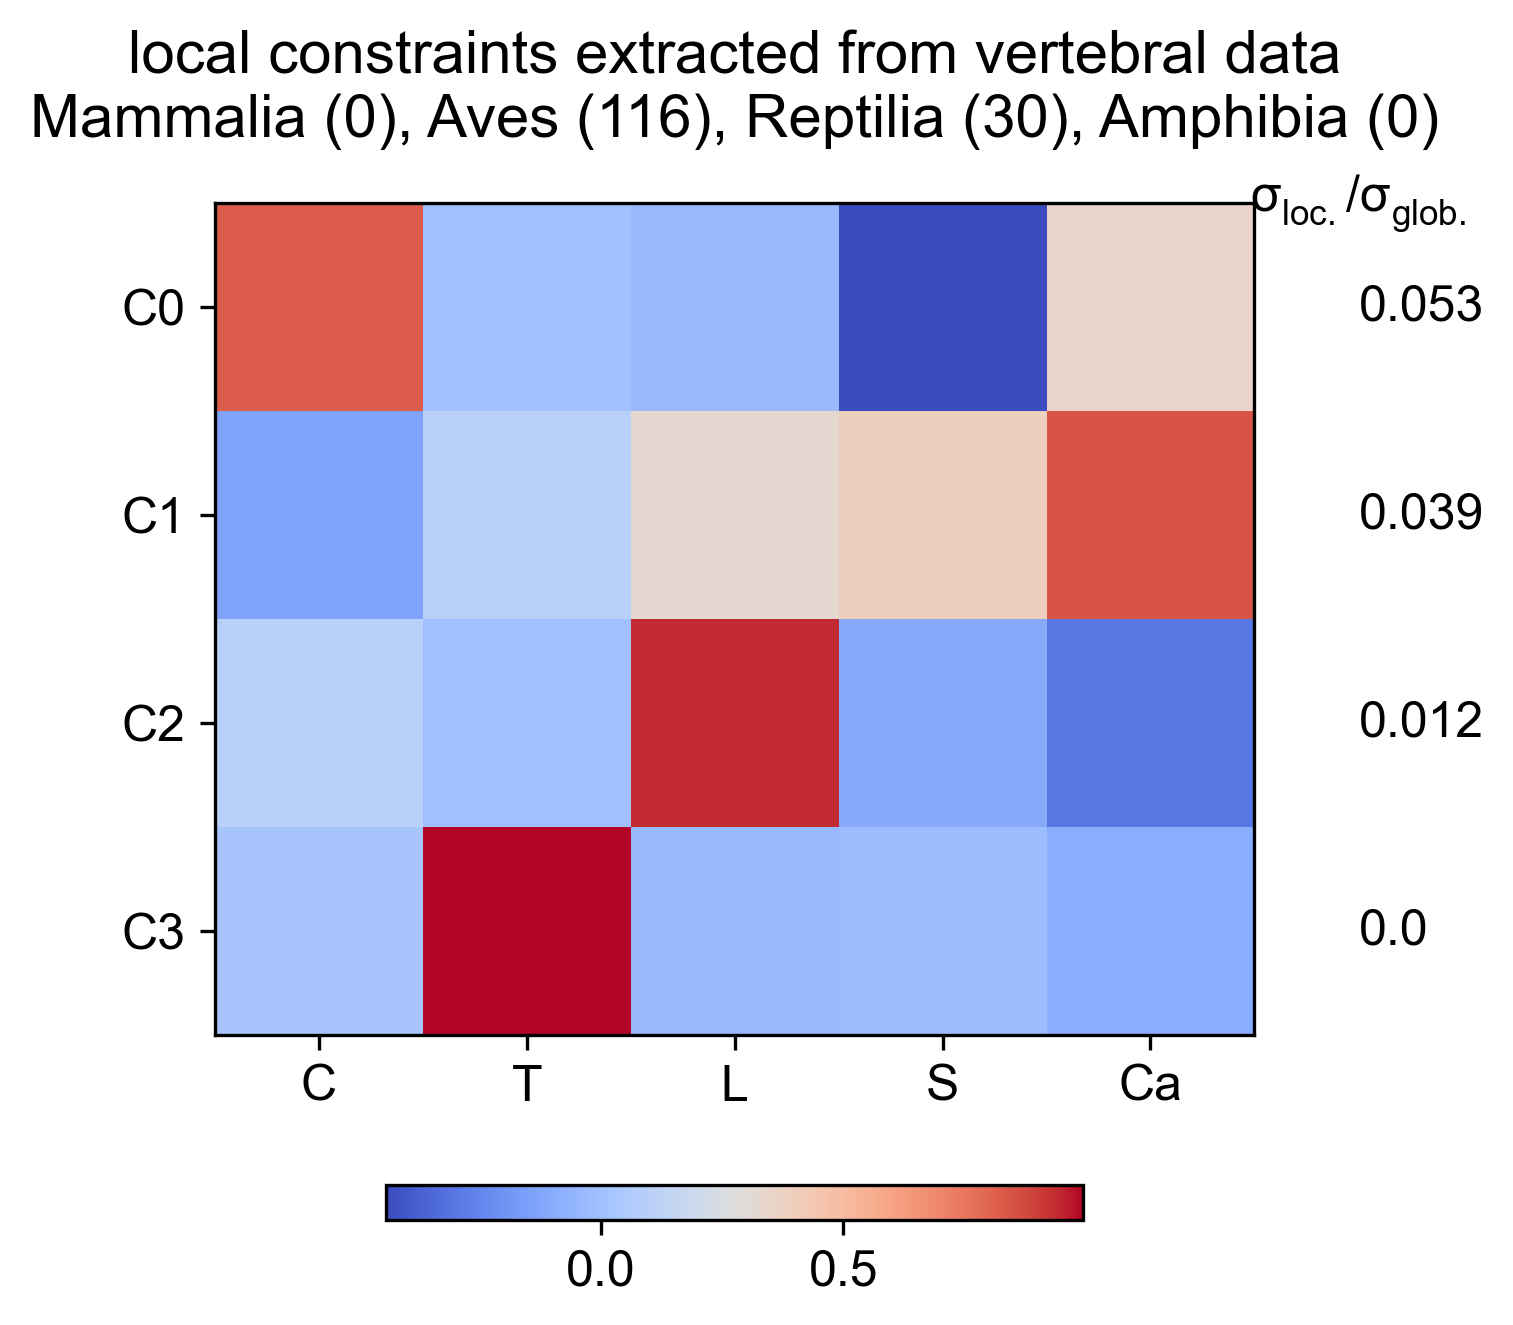 local constraints extracted from vertebral data
Mammalia (0), Aves (116), Reptilia (30), Amphibia (0)
σloc. /σglob.
C0 0.053
C1 0.039
C2 0.012
C3 0.0
C T L S Ca
0.0 0.5